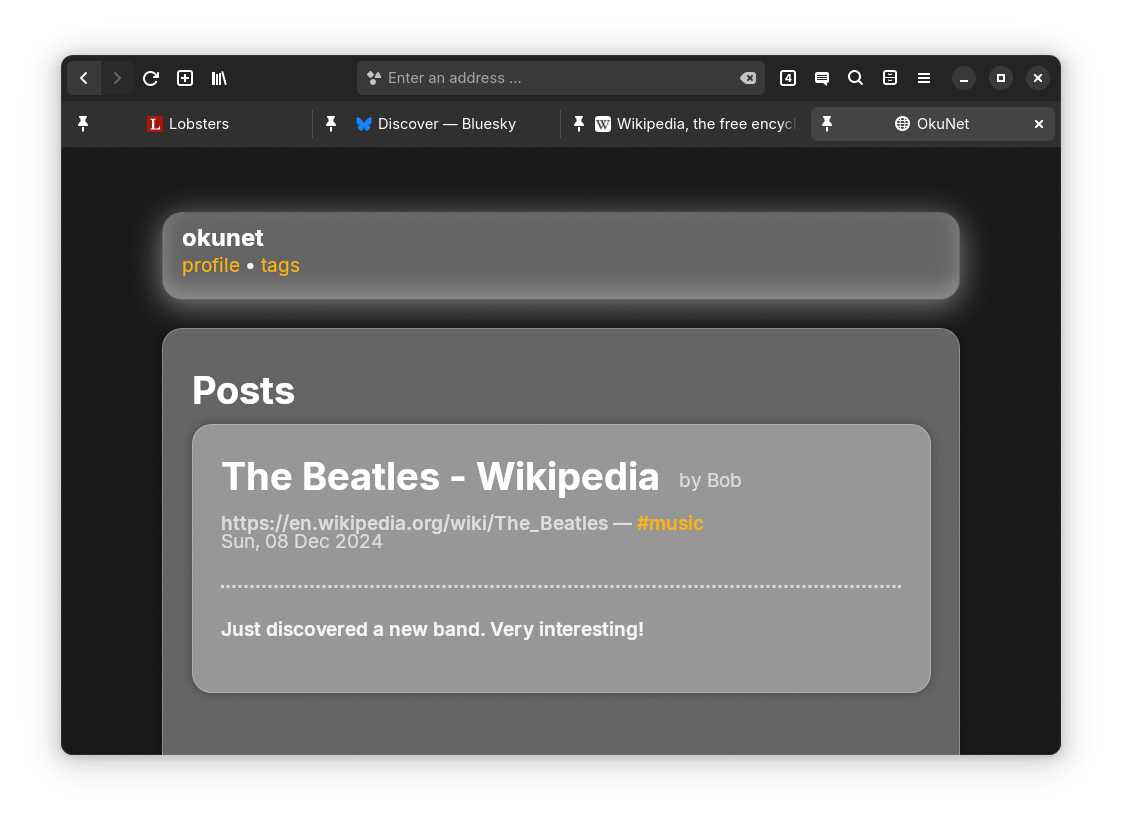 Enter an address ...
4
L Lobsters
Discover — Bluesky
W Wikipedia, the free encycl
OkuNet
okunet
profile • tags
Posts
The Beatles - Wikipedia by Bob
https://en.wikipedia.org/wiki/The_Beatles — #music
Sun, 08 Dec 2024
Just discovered a new band. Very interesting!